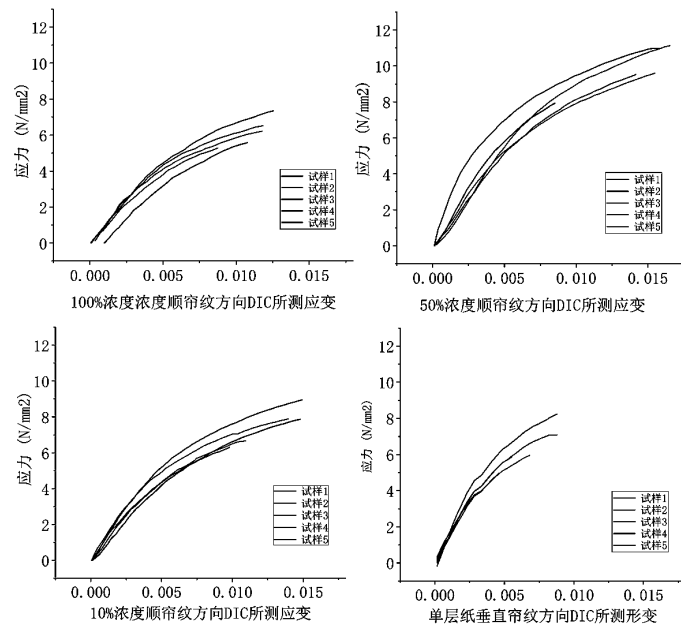 应力 (N/mm2)
12
10
8
6
4
2
0
试样1
试样2
试样3
试样4
试样5
0.000 0.005 0.010 0.015
100%浓度浓度顺帘纹方向DIC所测应变
应力 (N/mm2)
12
10
8
6
4
2
0
试样1
试样2
试样3
试样4
试样5
0.000 0.005 0.010 0.015
50%浓度顺帘纹方向DIC所测应变
应力 (N/mm2)
12
10
8
6
4
2
0
试样1
试样2
试样3
试样4
试样5
0.000 0.005 0.010 0.015
10%浓度顺帘纹方向DIC所测应变
应力 (N/mm2)
12
10
8
6
4
2
0
试样1
试样2
试样3
试样4
试样5
0.000 0.005 0.010 0.015
单层纸垂直帘纹方向DIC所测形变